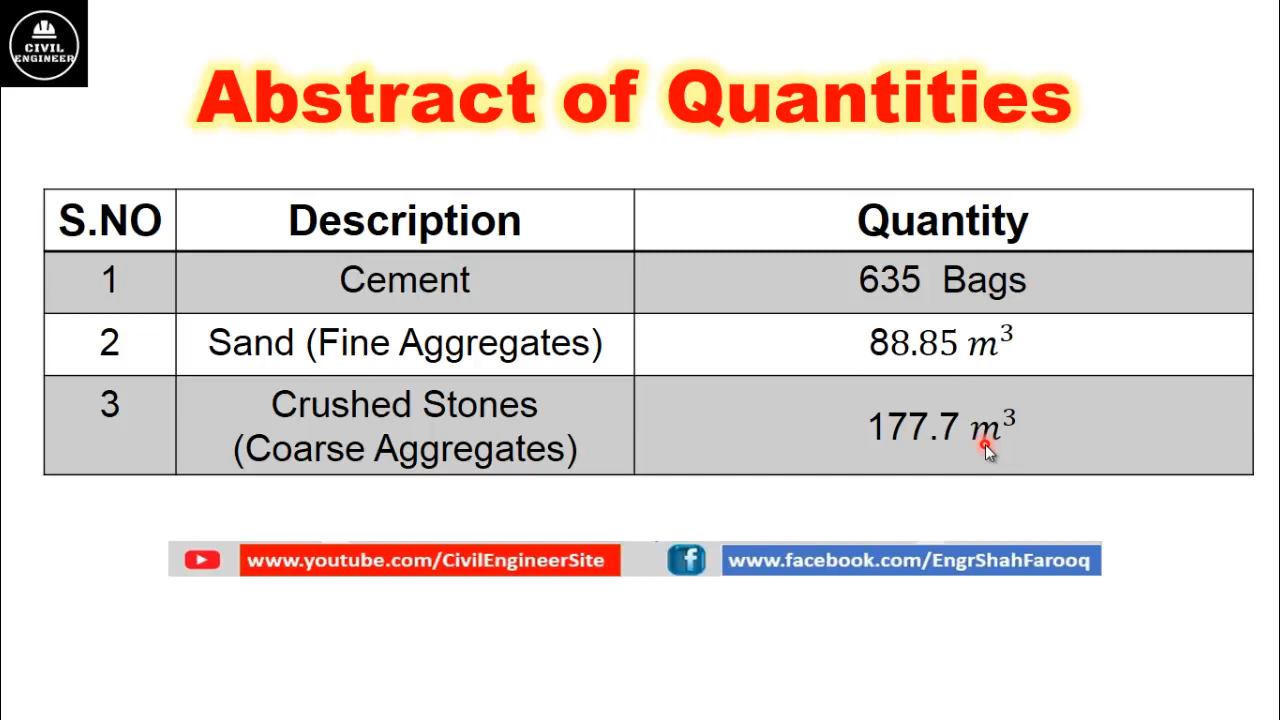 CIVIL
ENGINEER
Abstract of Quantities
S.NO Description Quantity
1 Cement 635 Bags
2 Sand (Fine Aggregates) 88.85 m³
3 Crushed Stones
(Coarse Aggregates) 177.7 m³
www.youtube.com/CivilEngineerSite www.facebook.com/EngrShahFarooq